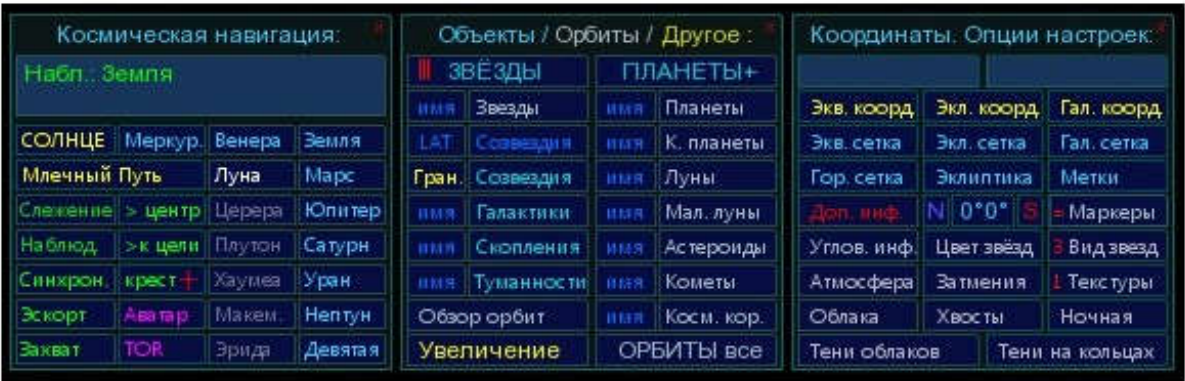 Космическая навигация:
Набл.: Земля
СОЛНЦЕ Меркур. Венера Земля
Млечный Путь Луна Марс
Слежение > центр Церера Юпитер
Наблюд. >к цели Плутон Сатурн
Синхрон. крест+ Хаумеа Уран
Эскорт Аватар Макем. Нептун
Захват TOR Эрида Девятая
Объекты / Орбиты / Другое :
ЗВЁЗДЫ ПЛАНЕТЫ+
имя Звезды имя Планеты
LAT Созвездия имя К. планеты
Гран. Созвездия имя Луны
имя Галактики имя Мал. луны
имя Скопления имя Астероиды
имя Туманности имя Кометы
Обзор орбит имя Косм. кор.
Увеличение ОРБИТЫ все
Координаты. Опции настроек:
Экв. коорд. Экл. коорд. Гал. коорд.
Экв. сетка Экл. сетка Гал. сетка
Гор. сетка Эклиптика Метки
Доп. инф. N 0°0° S = Маркеры
Углов. инф. Цвет звёзд 3 Вид звезд
Атмосфера Затмения 1 Текстуры
Облака Хвосты Ночная
Тени облаков Тени на кольцах